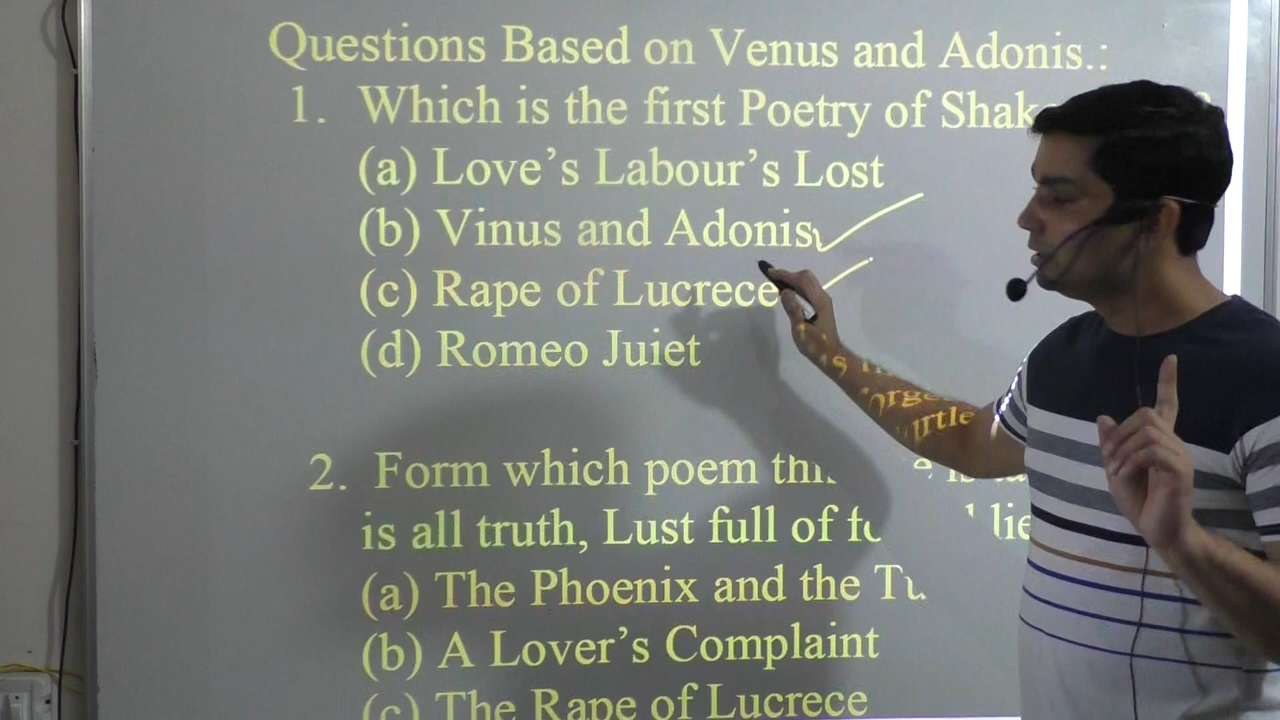 Questions Based on Venus and Adonis.:
1. Which is the first Poetry of
(a) Love's Labour's Lost
(b) Vinus and Adonis
(c) Rape of Lucrece
(d) Romeo Juiet
2. Form which poem
is all truth, Lust full of
(a) The Phoenix and the
(b) A Lover's Complaint
(c) The Rape of Lucrece